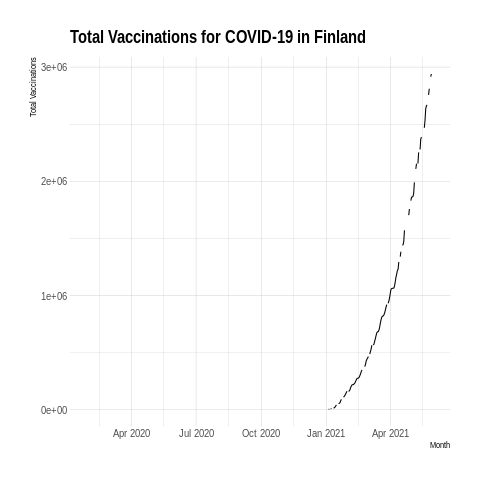 Total Vaccinations for COVID-19 in Finland
Total Vaccinations
3e+06
2e+06
1e+06
0e+00
Apr 2020 Jul 2020 Oct 2020 Jan 2021 Apr 2021
Month